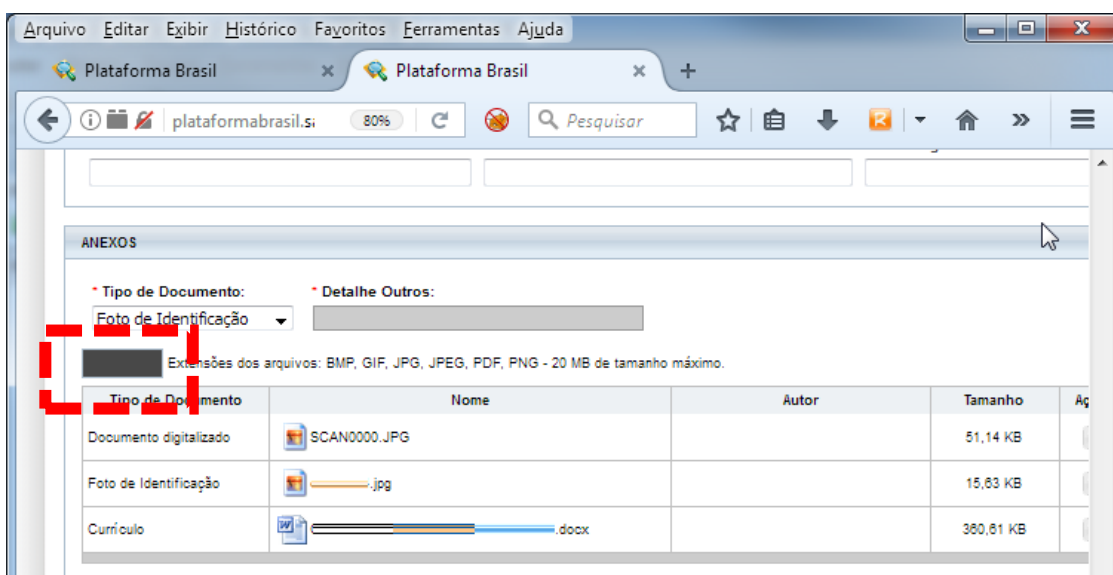 Arquivo Editar Exibir Histórico Favoritos Ferramentas Ajuda
Plataforma Brasil
Plataforma Brasil
plataformabrasil.sa 80% Pesquisar
ANEXOS
* Tipo de Documento: * Detalhe Outros:
Foto de Identificação
Extensões dos arquivos: BMP, GIF, JPG, JPEG, PDF, PNG - 20 MB de tamanho máximo.
Tipo de Documento Nome Autor Tamanho
Documento digitalizado SCAN0000.JPG 51,14 KB
Foto de Identificação .jpg 15,63 KB
Currículo .docx 360,61 KB